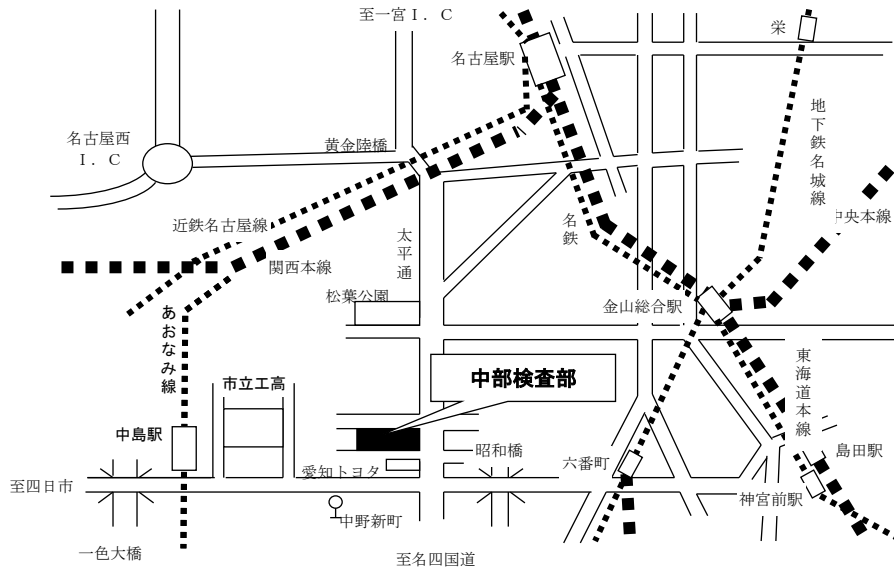 至一宮Ｉ．Ｃ
栄
名古屋駅
地下鉄名城線
名古屋西
Ｉ．Ｃ
黄金陸橋
近鉄名古屋線
太平通
名鉄
中央本線
関西本線
松葉公園
金山総合駅
あおなみ線
東海道本線
市立工高
中部検査部
中島駅
昭和橋
六番町
島田駅
愛知トヨタ
至四日市
神宮前駅
中野新町
一色大橋
至名四国道